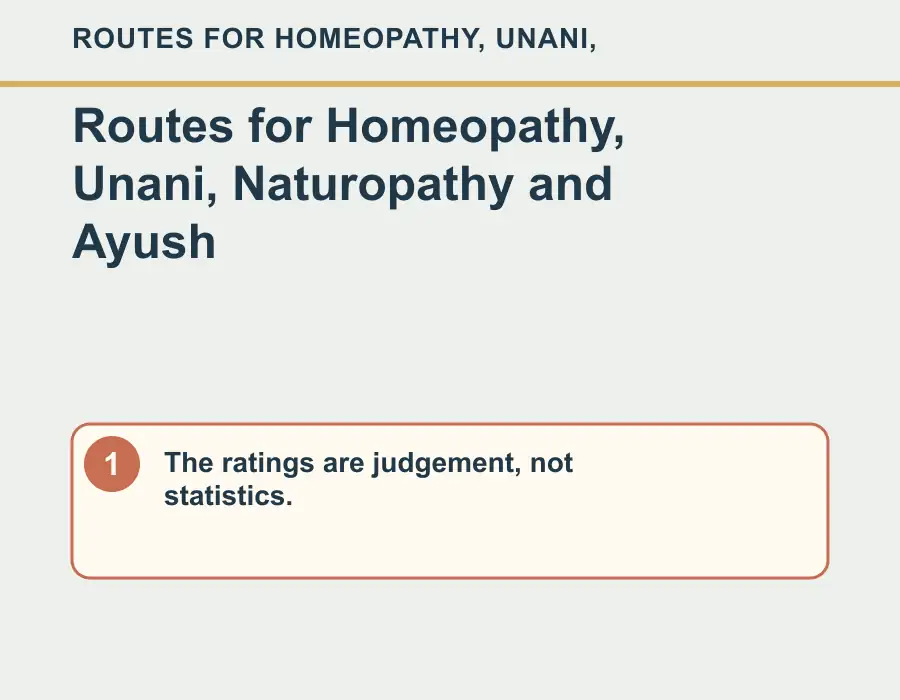 ROUTES FOR HOMEOPATHY, UNANI,
Routes for Homeopathy,
Unani, Naturopathy and
Ayush
1
The ratings are judgement, not
statistics.